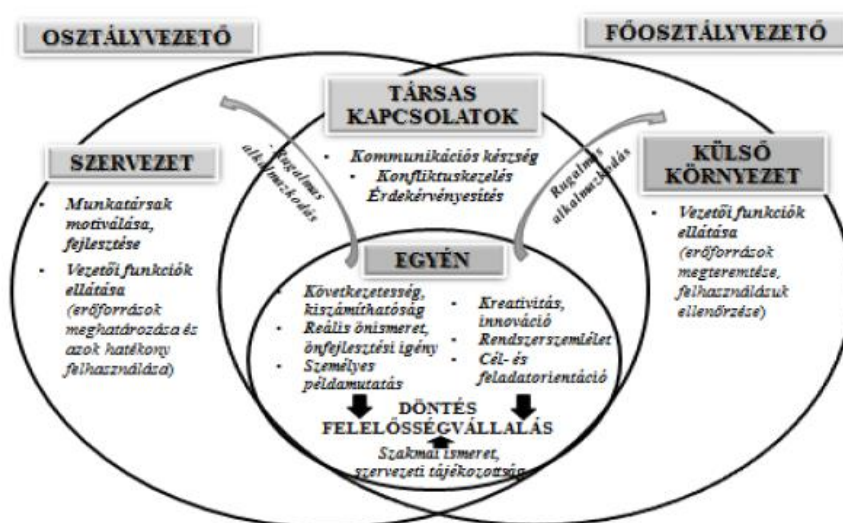 OSZTÁLYVEZETŐ
FŐOSZTÁLYVEZETŐ
TÁRSAS
KAPCSOLATOK
• Kommunikációs készség
• Konfliktuskezelés
Érdekérvényesítés
- Rugalmas
alkalmazkodás
Rugalmas
alkalmazkodás
SZERVEZET
• Munkatársak
motiválása,
fejlesztése
• Vezetői funkciók
ellátása
(erőforrások
meghatározása és
azok hatékony
felhasználása)
KÜLSŐ
KÖRNYEZET
• Vezetői funkciók
ellátása
(erőforrások
megteremtése,
felhasználásuk
ellenőrzése)
EGYÉN
• Következetesség,
kiszámíthatóság
• Reális önismeret,
önfejlesztési igény
• Személyes
példamutatás
• Kreativitás,
innováció
• Rendszerszemlélet
• Cél- és
feladatorientáció
DÖNTÉS
FELELŐSSÉGVÁLLALÁS
Szakmai ismeret,
szervezeti tájékozottság